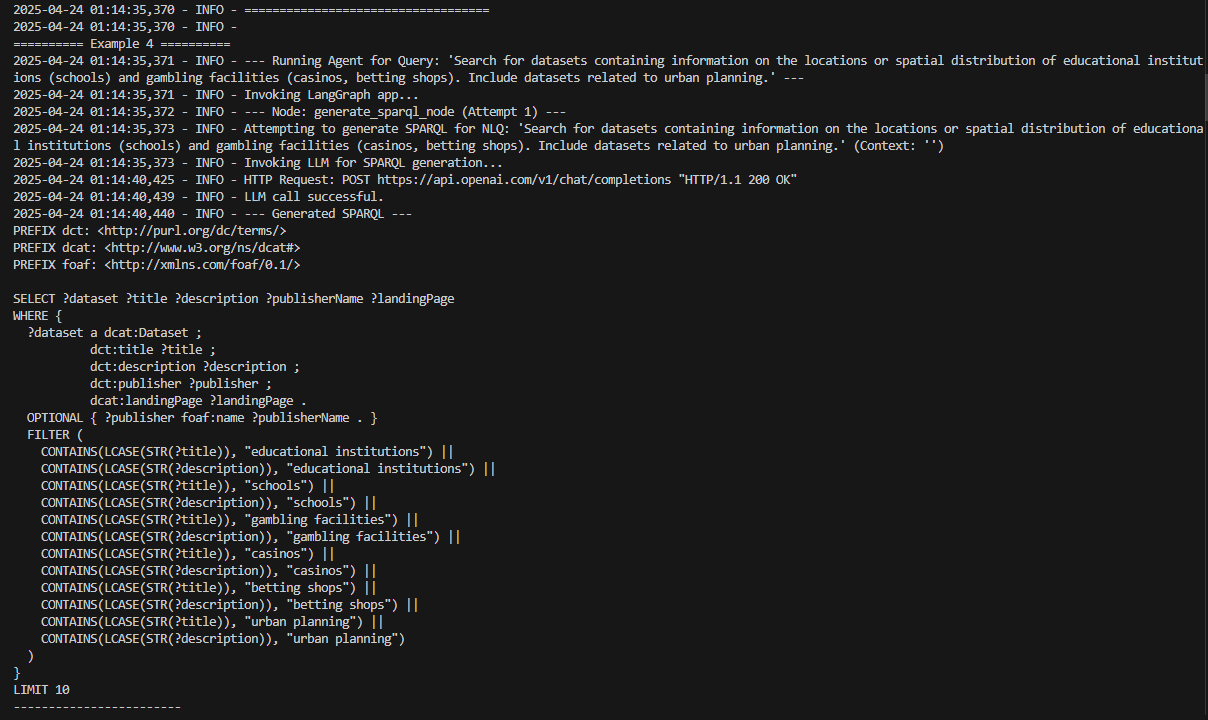 2025-04-24 01:14:35,370 - INFO - ===================================
2025-04-24 01:14:35,370 - INFO -
========== Example 4 ==========
2025-04-24 01:14:35,371 - INFO - --- Running Agent for Query: 'Search for datasets containing information on the locations or spatial distribution of educational institut
ions (schools) and gambling facilities (casinos, betting shops). Include datasets related to urban planning.' ---
2025-04-24 01:14:35,371 - INFO - Invoking LangGraph app...
2025-04-24 01:14:35,372 - INFO - --- Node: generate_sparql_node (Attempt 1) ---
2025-04-24 01:14:35,373 - INFO - Attempting to generate SPARQL for NLQ: 'Search for datasets containing information on the locations or spatial distribution of educationa
l institutions (schools) and gambling facilities (casinos, betting shops). Include datasets related to urban planning.' (Context: '')
2025-04-24 01:14:35,373 - INFO - Invoking LLM for SPARQL generation...
2025-04-24 01:14:40,425 - INFO - HTTP Request: POST https://api.openai.com/v1/chat/completions "HTTP/1.1 200 OK"
2025-04-24 01:14:40,439 - INFO - LLM call successful.
2025-04-24 01:14:40,440 - INFO - --- Generated SPARQL ---
PREFIX dct: <http://purl.org/dc/terms/>
PREFIX dcat: <http://www.w3.org/ns/dcat#>
PREFIX foaf: <http://xmlns.com/foaf/0.1/>

SELECT ?dataset ?title ?description ?publisherName ?landingPage
WHERE {
  ?dataset a dcat:Dataset ;
           dct:title ?title ;
           dct:description ?description ;
           dct:publisher ?publisher ;
           dcat:landingPage ?landingPage .
  OPTIONAL { ?publisher foaf:name ?publisherName . }
  FILTER (
    CONTAINS(LCASE(STR(?title)), "educational institutions") ||
    CONTAINS(LCASE(STR(?description)), "educational institutions") ||
    CONTAINS(LCASE(STR(?title)), "schools") ||
    CONTAINS(LCASE(STR(?description)), "schools") ||
    CONTAINS(LCASE(STR(?title)), "gambling facilities") ||
    CONTAINS(LCASE(STR(?description)), "gambling facilities") ||
    CONTAINS(LCASE(STR(?title)), "casinos") ||
    CONTAINS(LCASE(STR(?description)), "casinos") ||
    CONTAINS(LCASE(STR(?title)), "betting shops") ||
    CONTAINS(LCASE(STR(?description)), "betting shops") ||
    CONTAINS(LCASE(STR(?title)), "urban planning") ||
    CONTAINS(LCASE(STR(?description)), "urban planning")
  )
}
LIMIT 10
------------------------